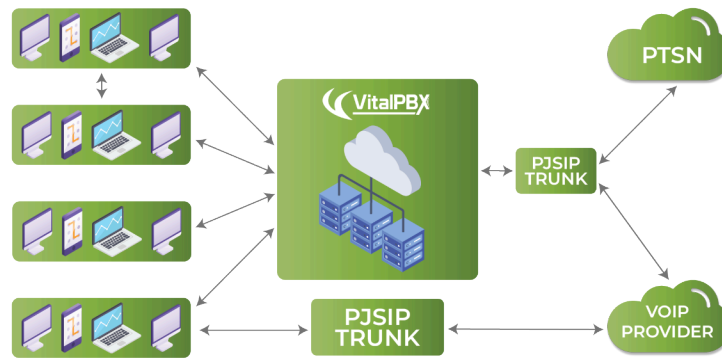 VitalPBX
PTSN
PJSIP
TRUNK
PJSIP
TRUNK
VOIP
PROVIDER